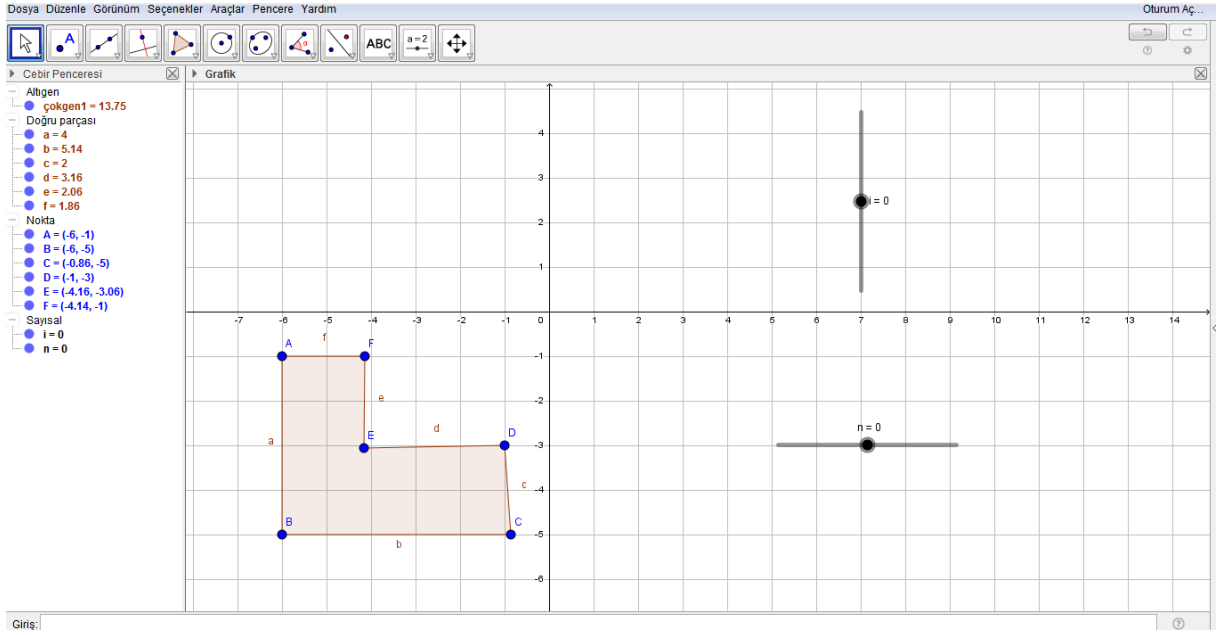 Dosya Düzenle Görünüm Seçenekler Araçlar Pencere Yardım
Oturum Aç...
A
α
ABC
a = 2
Cebir Penceresi
Grafik
Altıgen
çokgen1 = 13.75
Doğru parçası
a = 4
b = 5.14
c = 2
d = 3.16
e = 2.06
f = 1.86
Nokta
A = (-6, -1)
B = (-6, -5)
C = (-0.86, -5)
D = (-1, -3)
E = (-4.16, -3.06)
F = (-4.14, -1)
Sayısal
i = 0
n = 0
4
3
2
1
i = 0
-7 -6 -5 -4 -3 -2 -1 0 1 2 3 4 5 6 7 8 9 10 11 12 13 14
A f F
-1
e
-2
a E d D
-3
n = 0
c
-4
B b C
-5
-6
Giriş: